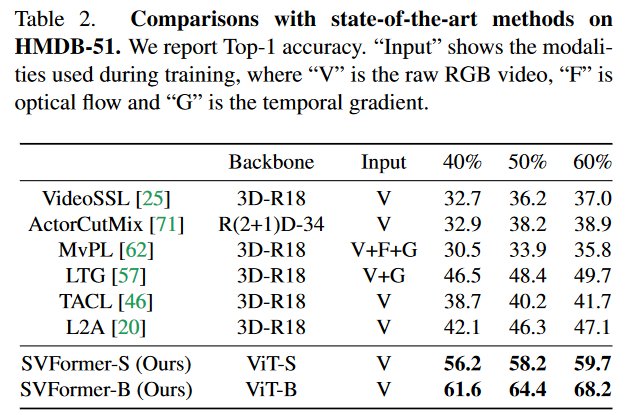 Table 2. Comparisons with state-of-the-art methods on
HMDB-51. We report Top-1 accuracy. “Input” shows the modali-
ties used during training, where “V” is the raw RGB video, “F” is
optical flow and “G” is the temporal gradient.
Backbone Input 40% 50% 60%
VideoSSL [25] 3D-R18 V 32.7 36.2 37.0
ActorCutMix [71] R(2+1)D-34 V 32.9 38.2 38.9
MvPL [62] 3D-R18 V+F+G 30.5 33.9 35.8
LTG [57] 3D-R18 V+G 46.5 48.4 49.7
TACL [46] 3D-R18 V 38.7 40.2 41.7
L2A [20] 3D-R18 V 42.1 46.3 47.1
SVFormer-S (Ours) ViT-S V 56.2 58.2 59.7
SVFormer-B (Ours) ViT-B V 61.6 64.4 68.2